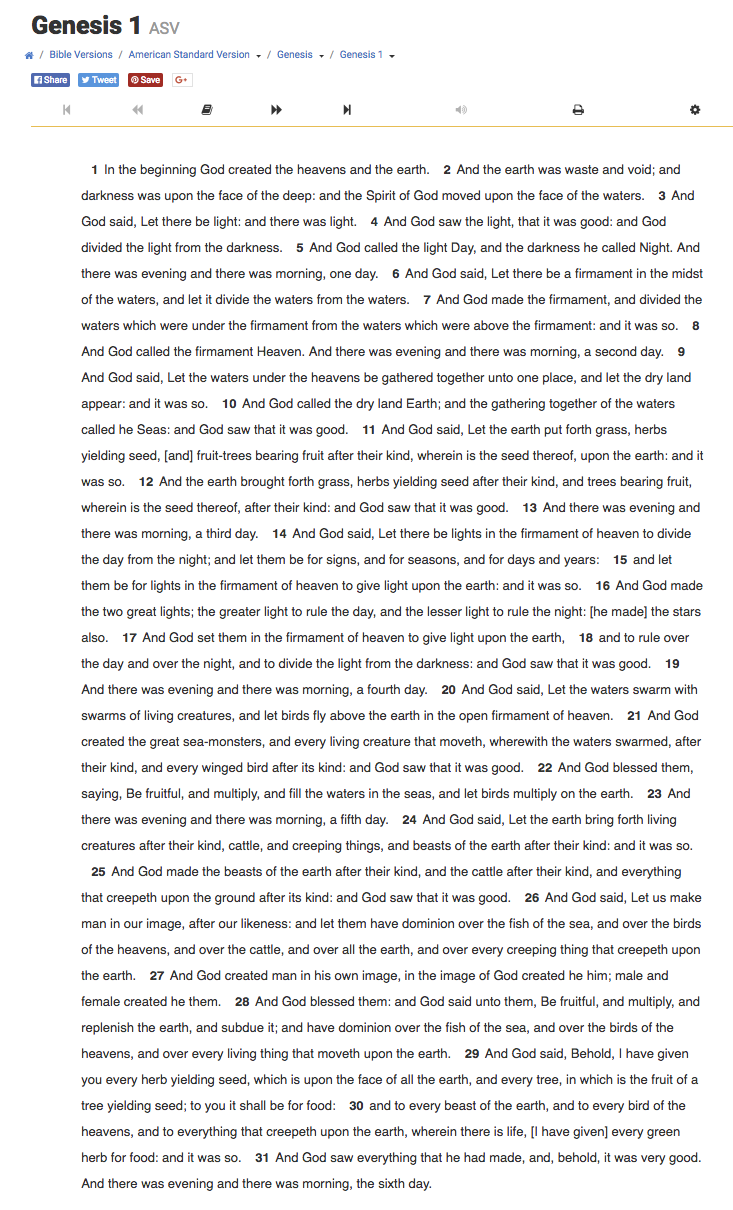 Genesis 1 ASV
/ Bible Versions / American Standard Version / Genesis / Genesis 1
Share Tweet Save G+
1 In the beginning God created the heavens and the earth. 2 And the earth was waste and void; and
darkness was upon the face of the deep: and the Spirit of God moved upon the face of the waters. 3 And
God said, Let there be light: and there was light. 4 And God saw the light, that it was good: and God
divided the light from the darkness. 5 And God called the light Day, and the darkness he called Night. And
there was evening and there was morning, one day. 6 And God said, Let there be a firmament in the midst
of the waters, and let it divide the waters from the waters. 7 And God made the firmament, and divided the
waters which were under the firmament from the waters which were above the firmament: and it was so. 8
And God called the firmament Heaven. And there was evening and there was morning, a second day. 9
And God said, Let the waters under the heavens be gathered together unto one place, and let the dry land
appear: and it was so. 10 And God called the dry land Earth; and the gathering together of the waters
called he Seas: and God saw that it was good. 11 And God said, Let the earth put forth grass, herbs
yielding seed, [and] fruit-trees bearing fruit after their kind, wherein is the seed thereof, upon the earth: and it
was so. 12 And the earth brought forth grass, herbs yielding seed after their kind, and trees bearing fruit,
wherein is the seed thereof, after their kind: and God saw that it was good. 13 And there was evening and
there was morning, a third day. 14 And God said, Let there be lights in the firmament of heaven to divide
the day from the night; and let them be for signs, and for seasons, and for days and years: 15 and let
them be for lights in the firmament of heaven to give light upon the earth: and it was so. 16 And God made
the two great lights; the greater light to rule the day, and the lesser light to rule the night: [he made] the stars
also. 17 And God set them in the firmament of heaven to give light upon the earth, 18 and to rule over
the day and over the night, and to divide the light from the darkness: and God saw that it was good. 19
And there was evening and there was morning, a fourth day. 20 And God said, Let the waters swarm with
swarms of living creatures, and let birds fly above the earth in the open firmament of heaven. 21 And God
created the great sea-monsters, and every living creature that moveth, wherewith the waters swarmed, after
their kind, and every winged bird after its kind: and God saw that it was good. 22 And God blessed them,
saying, Be fruitful, and multiply, and fill the waters in the seas, and let birds multiply on the earth. 23 And
there was evening and there was morning, a fifth day. 24 And God said, Let the earth bring forth living
creatures after their kind, cattle, and creeping things, and beasts of the earth after their kind: and it was so.
25 And God made the beasts of the earth after their kind, and the cattle after their kind, and everything
that creepeth upon the ground after its kind: and God saw that it was good. 26 And God said, Let us make
man in our image, after our likeness: and let them have dominion over the fish of the sea, and over the birds
of the heavens, and over the cattle, and over all the earth, and over every creeping thing that creepeth upon
the earth. 27 And God created man in his own image, in the image of God created he him; male and
female created he them. 28 And God blessed them: and God said unto them, Be fruitful, and multiply, and
replenish the earth, and subdue it; and have dominion over the fish of the sea, and over the birds of the
heavens, and over every living thing that moveth upon the earth. 29 And God said, Behold, I have given
you every herb yielding seed, which is upon the face of all the earth, and every tree, in which is the fruit of a
tree yielding seed; to you it shall be for food: 30 and to every beast of the earth, and to every bird of the
heavens, and to everything that creepeth upon the earth, wherein there is life, [I have given] every green
herb for food: and it was so. 31 And God saw everything that he had made, and, behold, it was very good.
And there was evening and there was morning, the sixth day.